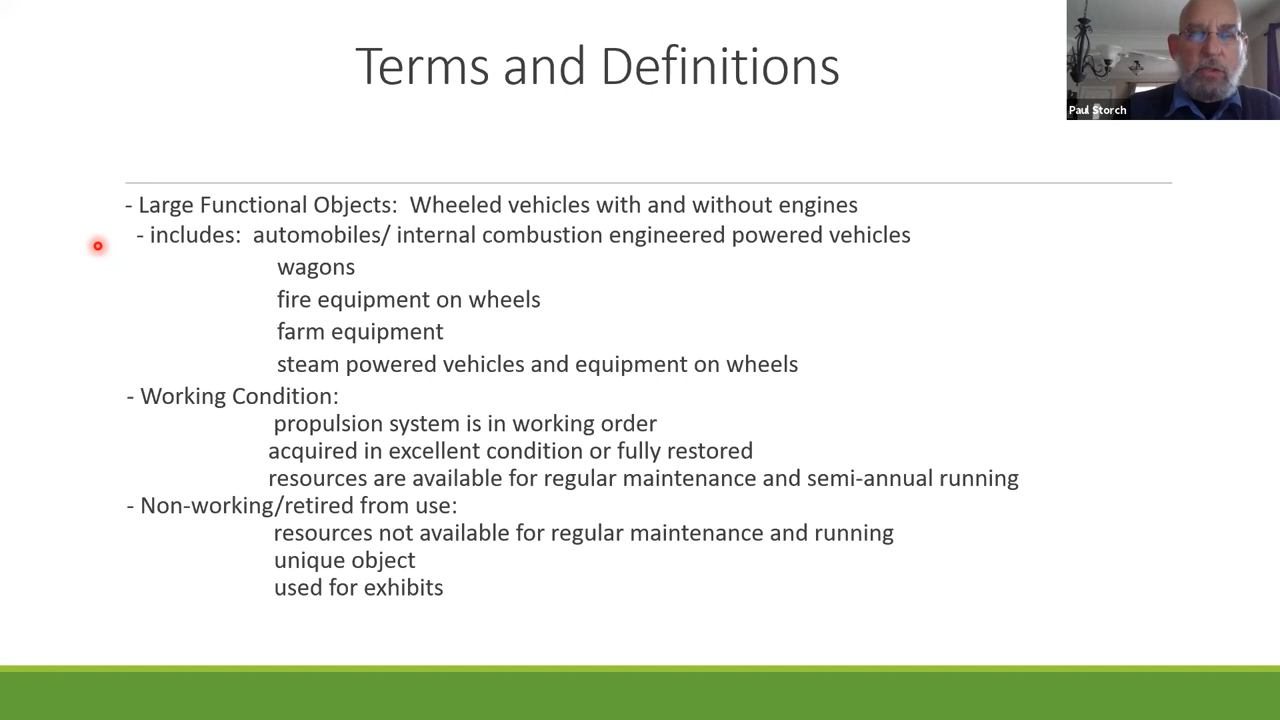 Terms and Definitions
Paul Storch
- Large Functional Objects: Wheeled vehicles with and without engines
- includes: automobiles/ internal combustion engineered powered vehicles
wagons
fire equipment on wheels
farm equipment
steam powered vehicles and equipment on wheels
- Working Condition:
propulsion system is in working order
acquired in excellent condition or fully restored
resources are available for regular maintenance and semi-annual running
- Non-working/retired from use:
resources not available for regular maintenance and running
unique object
used for exhibits